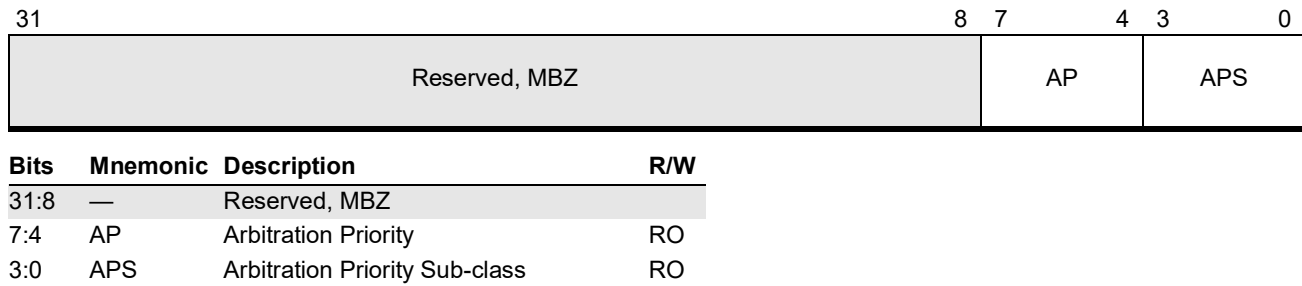 31 8 7 4 3 0
Reserved, MBZ AP APS
Bits Mnemonic Description R/W
31:8 — Reserved, MBZ
7:4 AP Arbitration Priority RO
3:0 APS Arbitration Priority Sub-class RO